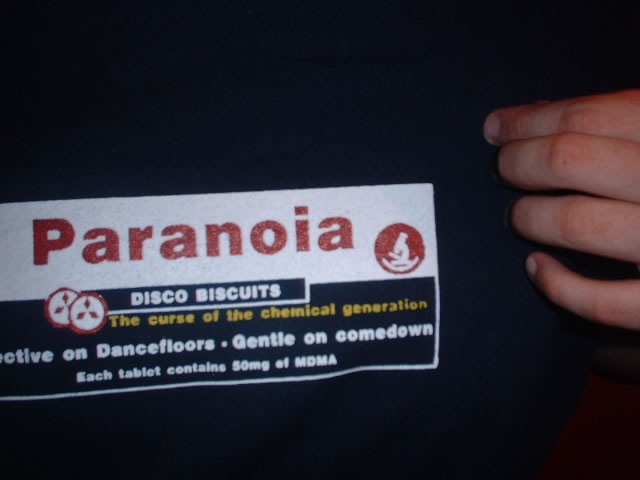 Paranoia
DISCO BISCUITS
The curse of the chemical generation
ective on Dancefloors · Gentle on comedown
Each tablet contains 50mg of MDMA